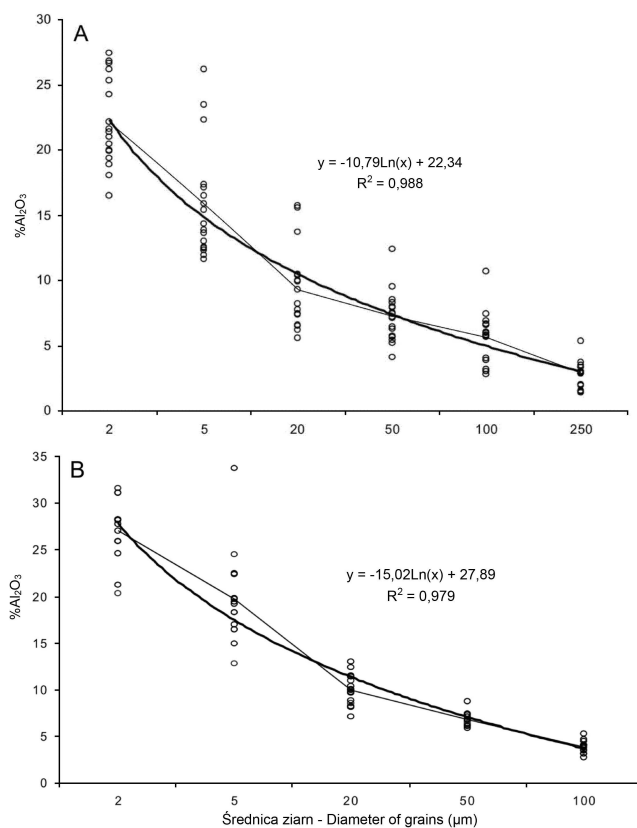 A
30
25
20
15
10
5
0
%Al₂O₃
y = -10,79Ln(x) + 22,34
R² = 0,988
2 5 20 50 100 250
B
35
30
25
20
15
10
5
0
%Al₂O₃
y = -15,02Ln(x) + 27,89
R² = 0,979
2 5 20 50 100
Średnica ziarn - Diameter of grains (µm)